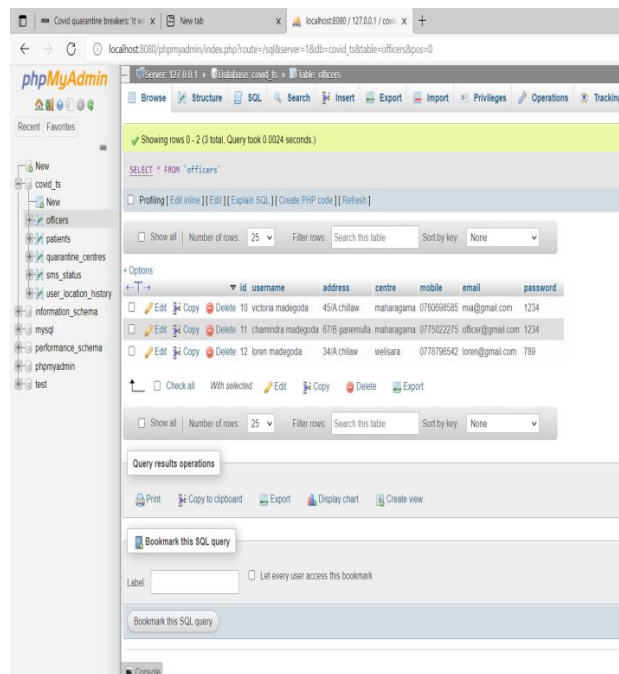 Covid quarantine breakers: 'It w
New tab
localhost:8080 / 127.0.0.1 / covid
localhost:8080/phpmyadmin/index.php?route=/sql&server=1&db=covid_ts&table=officers&pos=0
phpMyAdmin
Recent Favorites
New
covid_ts
New
officers
patients
quarantine_centres
sms_status
user_location_history
information_schema
mysql
performance_schema
phpmyadmin
test
Server: 127.0.0.1 » Database: covid_ts » Table: officers
Browse Structure SQL Search Insert Export Import Privileges Operations Tracking
Showing rows 0 - 2 (3 total, Query took 0.0024 seconds.)
SELECT * FROM `officers`
Profiling [ Edit inline ] [ Edit ] [ Explain SQL ] [ Create PHP code ] [ Refresh ]
Show all Number of rows: 25 Filter rows: Search this table Sort by key: None
+ Options
id username address centre mobile email password
Edit Copy Delete 10 victoria madegoda 45/A chillaw maharagama 0760698585 mia@gmail.com 1234
Edit Copy Delete 11 chamindra madegoda 67/B ganemulla maharagama 0775022275 officer@gmail.com 1234
Edit Copy Delete 12 loren madegoda 34/A chilaw welisara 0778796542 loren@gmail.com 789
Check all With selected: Edit Copy Delete Export
Show all Number of rows: 25 Filter rows: Search this table Sort by key: None
Query results operations
Print Copy to clipboard Export Display chart Create view
Bookmark this SQL query
Label: Let every user access this bookmark
Bookmark this SQL query
Console